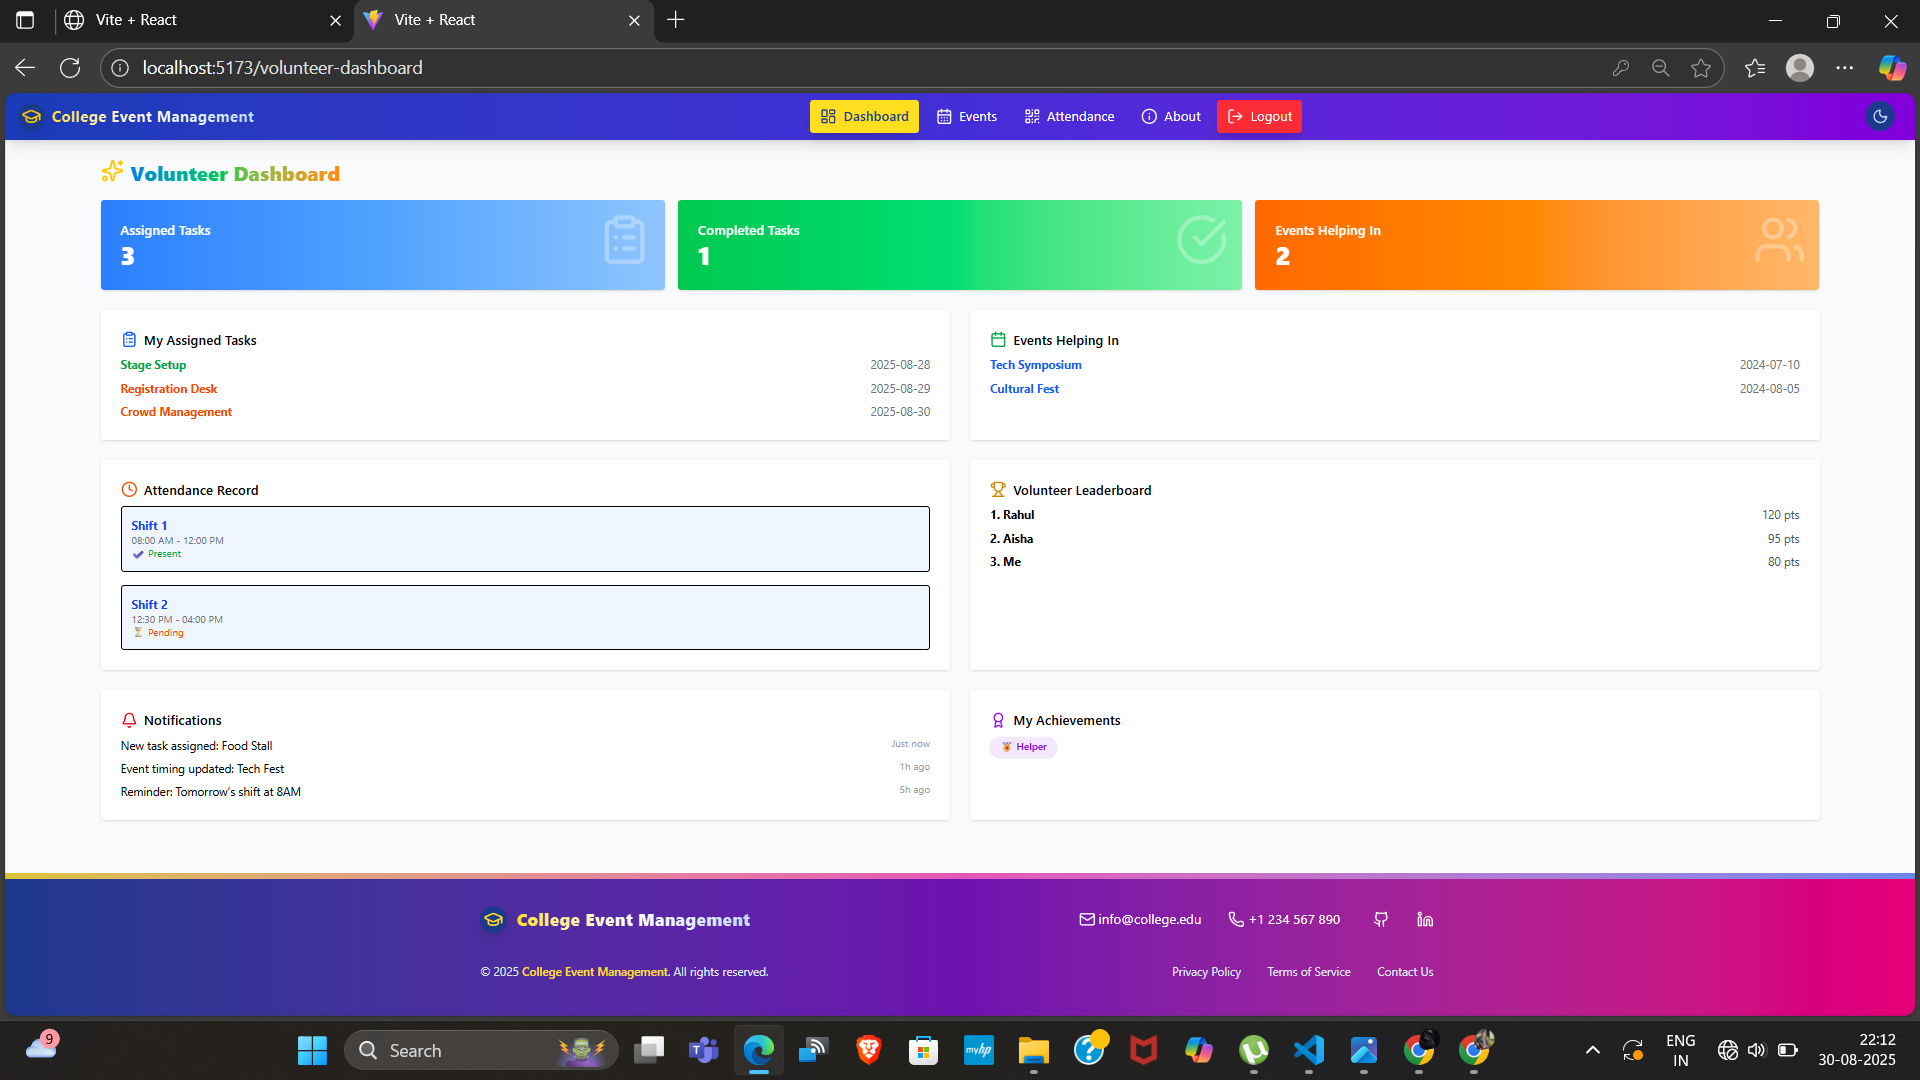 Vite + React
Vite + React
localhost:5173/volunteer-dashboard
College Event Management
Dashboard
Events
Attendance
About
Logout
Volunteer Dashboard
Assigned Tasks
3
Completed Tasks
1
Events Helping In
2
My Assigned Tasks
Stage Setup 2025-08-28
Registration Desk 2025-08-29
Crowd Management 2025-08-30
Events Helping In
Tech Symposium 2024-07-10
Cultural Fest 2024-08-05
Attendance Record
Shift 1
08:00 AM - 12:00 PM
Present
Shift 2
12:30 PM - 04:00 PM
Pending
Volunteer Leaderboard
1. Rahul 120 pts
2. Aisha 95 pts
3. Me 80 pts
Notifications
New task assigned: Food Stall Just now
Event timing updated: Tech Fest 1h ago
Reminder: Tomorrow's shift at 8AM 5h ago
My Achievements
Helper
College Event Management
info@college.edu
+1 234 567 890
© 2025 College Event Management. All rights reserved.
Privacy Policy
Terms of Service
Contact Us
9
Search
myhp
ENG
IN
22:12
30-08-2025